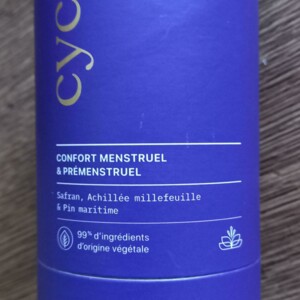 cyc
CONFORT MENSTRUEL
& PRÉMENSTRUEL
Safran, Achillée millefeuille
& Pin maritime
99% d'ingrédients
d'origine végétale